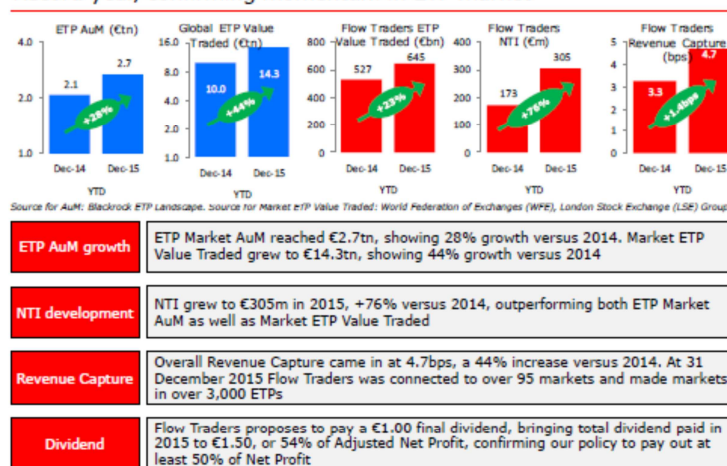 ETP AuM (€tn)
4.0
2.0
1.0
2.1
2.7
+28%
Dec-14 Dec-15
YTD
Global ETP Value
Traded (€tn)
16.0
8.0
4.0
2.0
1.0
10.0
14.3
+44%
Dec-14 Dec-15
YTD
Flow Traders ETP
Value Traded (€bn)
800
600
400
200
0
527
645
+23%
Dec-14 Dec-15
YTD
Flow Traders
NTI (€m)
400
300
200
100
0
173
305
+76%
Dec-14 Dec-15
YTD
Flow Traders
Revenue Capture
(bps)
5
4
3
2
1
0
3.3
4.7
+1.4bps
Dec-14 Dec-15
YTD
Source for AuM: Blackrock ETP Landscape. Source for Market ETP Value Traded: World Federation of Exchanges (WFE), London Stock Exchange (LSE) Group
ETP AuM growth
ETP Market AuM reached €2.7tn, showing 28% growth versus 2014. Market ETP
Value Traded grew to €14.3tn, showing 44% growth versus 2014
NTI development
NTI grew to €305m in 2015, +76% versus 2014, outperforming both ETP Market
AuM as well as Market ETP Value Traded
Revenue Capture
Overall Revenue Capture came in at 4.7bps, a 44% increase versus 2014. At 31
December 2015 Flow Traders was connected to over 95 markets and made markets
in over 3,000 ETPs
Dividend
Flow Traders proposes to pay a €1.00 final dividend, bringing total dividend paid in
2015 to €1.50, or 54% of Adjusted Net Profit, confirming our policy to pay out at
least 50% of Net Profit